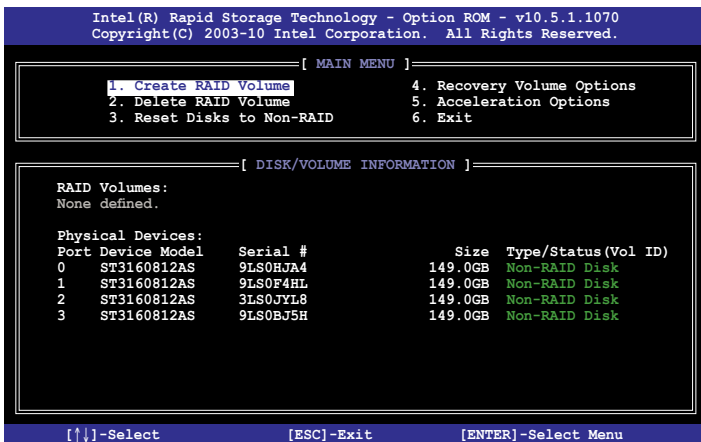 Intel(R) Rapid Storage Technology - Option ROM - v10.5.1.1070
Copyright(C) 2003-10 Intel Corporation. All Rights Reserved.
[ MAIN MENU ]
1. Create RAID Volume 4. Recovery Volume Options
2. Delete RAID Volume 5. Acceleration Options
3. Reset Disks to Non-RAID 6. Exit
[ DISK/VOLUME INFORMATION ]
RAID Volumes:
None defined.
Physical Devices:
Port Device Model Serial # Size Type/Status(Vol ID)
0 ST3160812AS 9LS0HJA4 149.0GB Non-RAID Disk
1 ST3160812AS 9LS0F4HL 149.0GB Non-RAID Disk
2 ST3160812AS 3LS0JYL8 149.0GB Non-RAID Disk
3 ST3160812AS 9LS0BJ5H 149.0GB Non-RAID Disk
[↑↓]-Select [ESC]-Exit [ENTER]-Select Menu